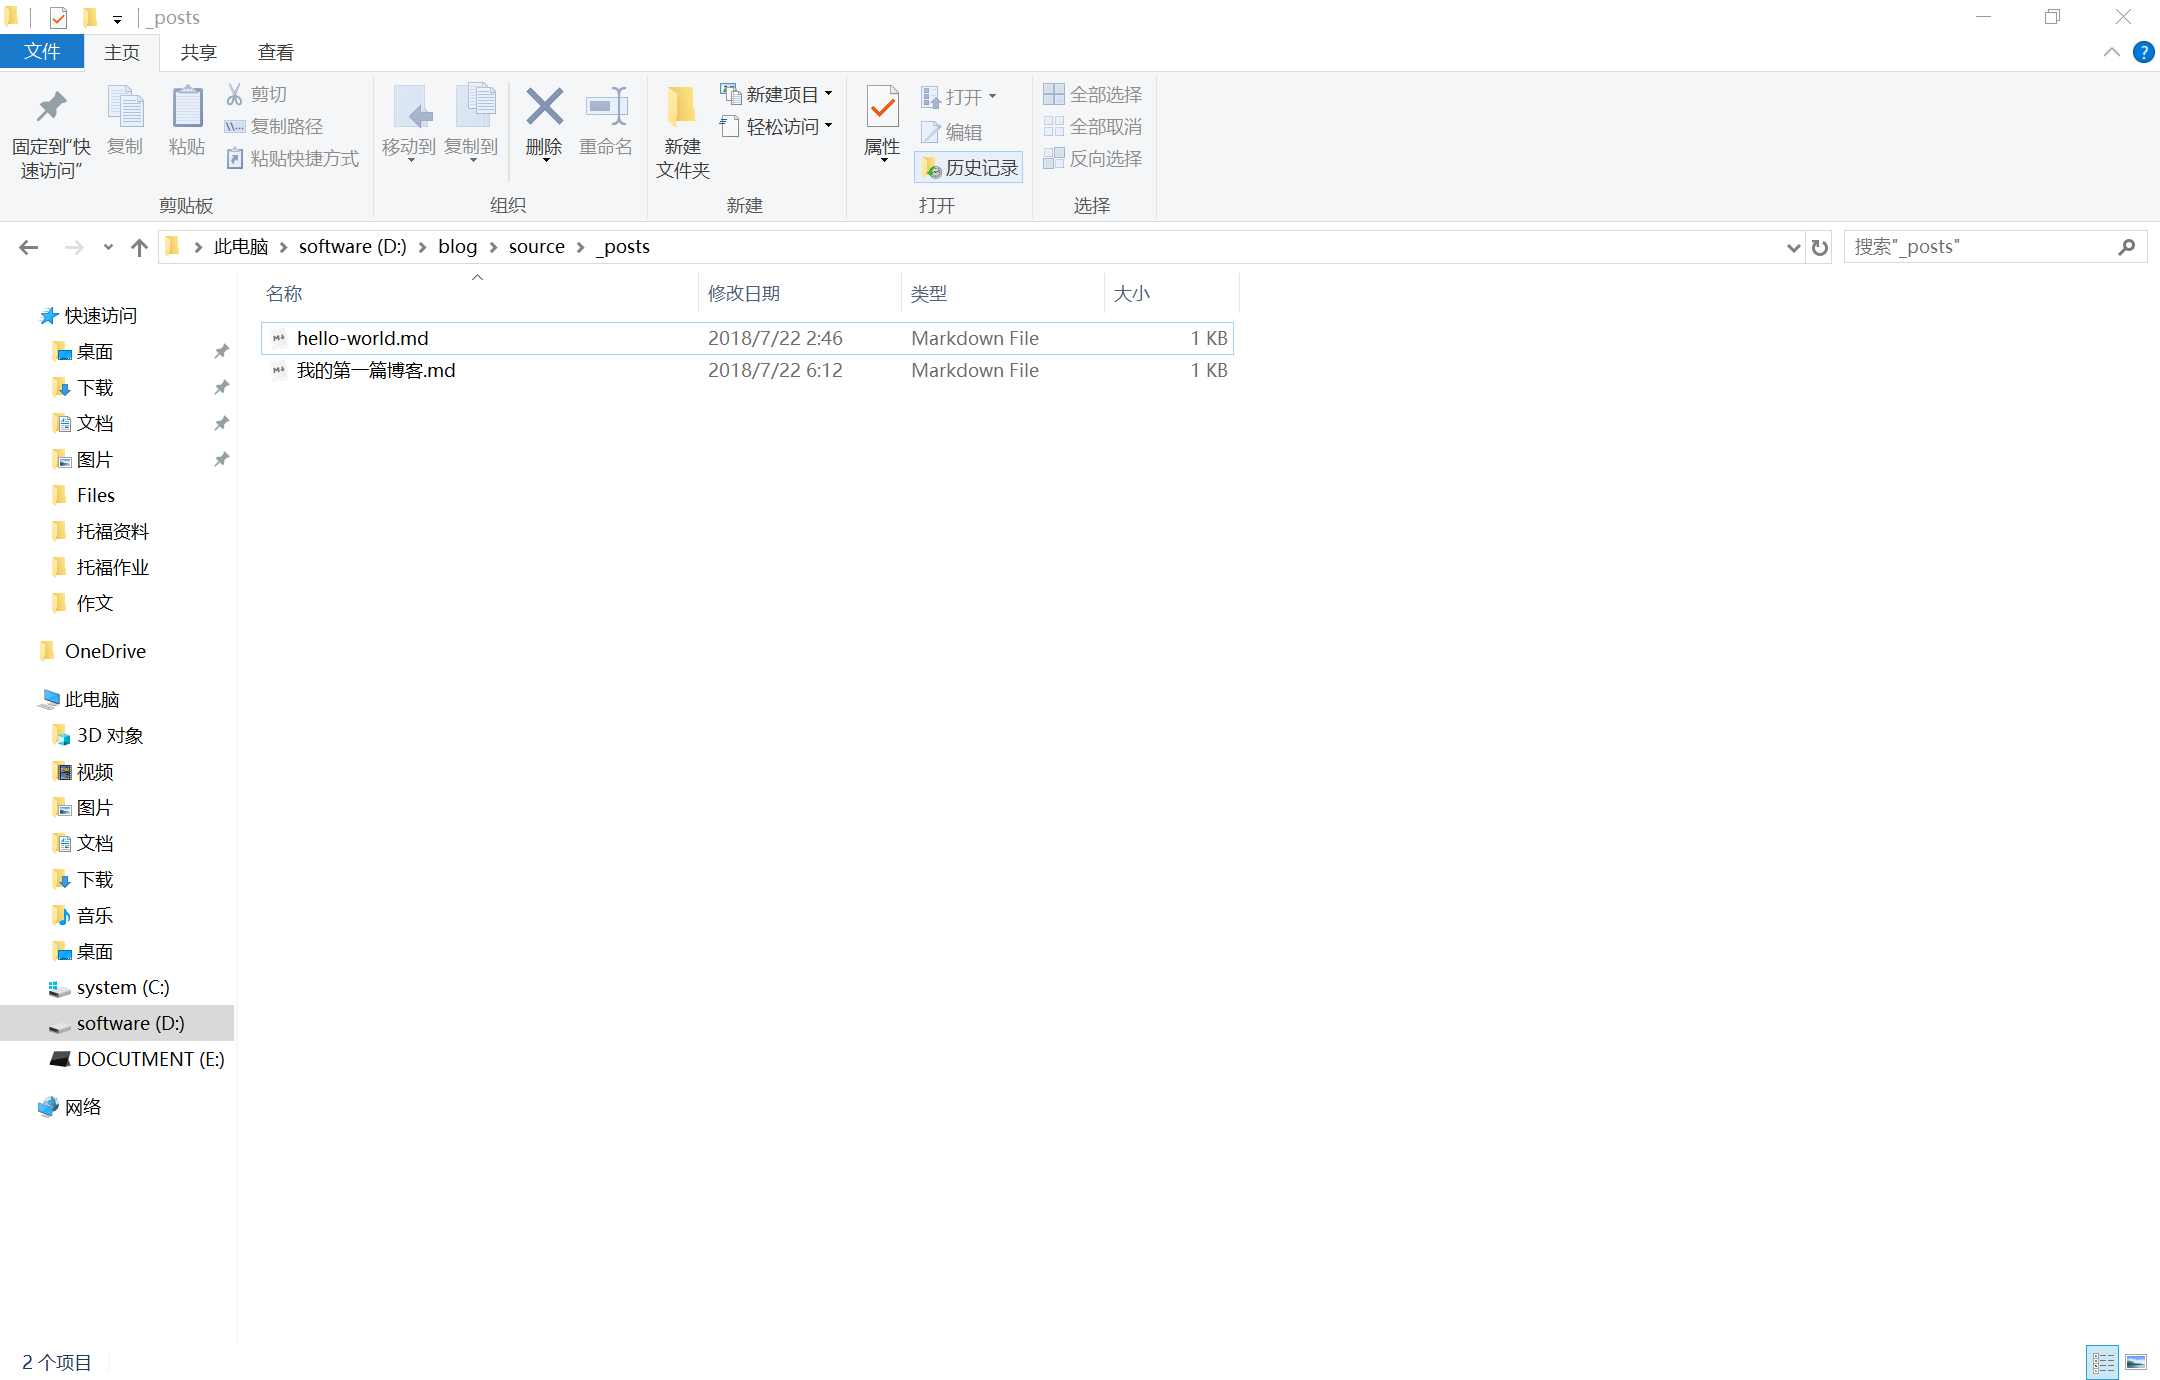 _posts
文件 主页 共享 查看
固定到"快速访问" 复制 粘贴 剪切 复制路径 粘贴快捷方式
移动到 复制到 删除 重命名
新建文件夹 新建项目 轻松访问
属性 打开 编辑 历史记录
全部选择 全部取消 反向选择
剪贴板 组织 新建 打开 选择
此电脑 software (D:) blog source _posts
搜索"_posts"
名称 修改日期 类型 大小
hello-world.md 2018/7/22 2:46 Markdown File 1 KB
我的第一篇博客.md 2018/7/22 6:12 Markdown File 1 KB
快速访问
桌面
下载
文档
图片
Files
托福资料
托福作业
作文
OneDrive
此电脑
3D 对象
视频
图片
文档
下载
音乐
桌面
system (C:)
software (D:)
DOCUTMENT (E:)
网络
2 个项目